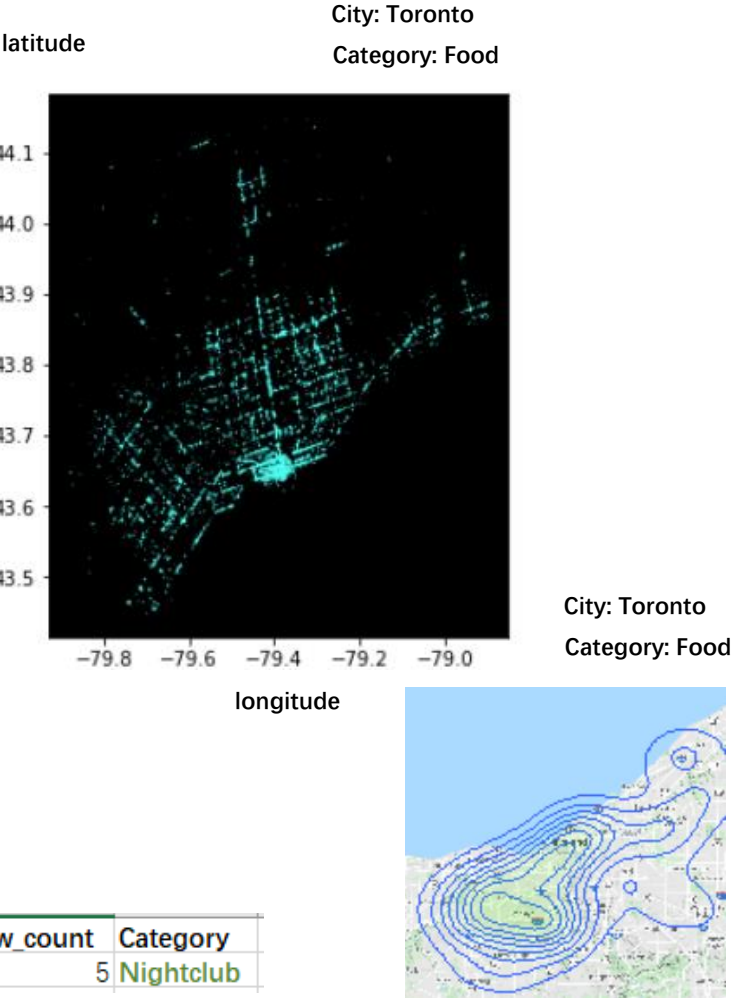 City: Toronto
latitude
Category: Food
44.1
44.0
43.9
43.8
43.7
43.6
43.5
−79.8 −79.6 −79.4 −79.2 −79.0
longitude
City: Toronto
Category: Food
w_count Category
5 Nightclub